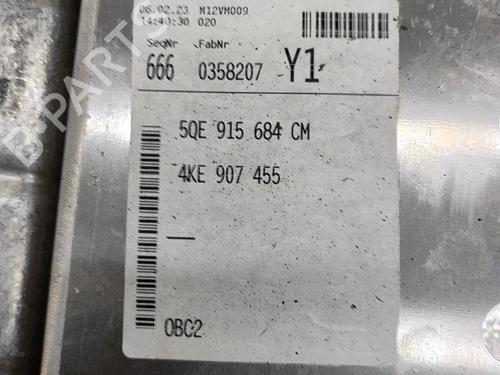 06.02.23 M12VM009
14:40:30 020
SeqNr .FabNr
666 0358207 Y1
5QE 915 684 CM
4KE 907 455
—
OBC2
B-PARTS